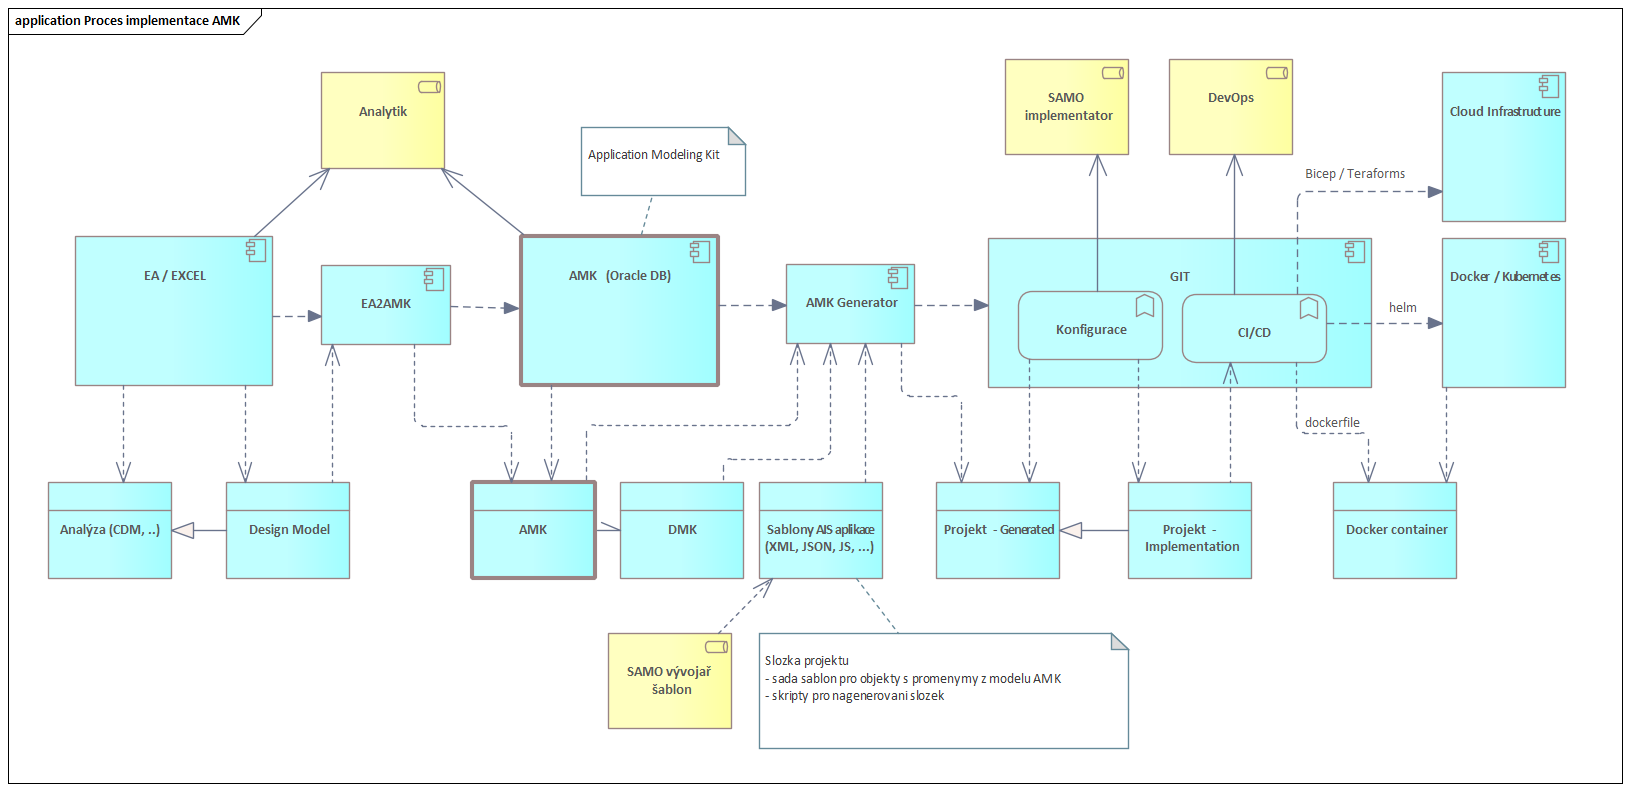 application Proces implementace AMK
Analytik
SAMO
implementator
DevOps
Cloud Infrastructure
Application Modeling Kit
Bicep / Teraforms
EA / EXCEL
EA2AMK
AMK (Oracle DB)
AMK Generator
GIT
Konfigurace
CI/CD
helm
Docker / Kubernetes
dockerfile
Analýza (CDM, ..)
Design Model
AMK
DMK
Sablony AIS aplikace
(XML, JSON, JS, ...)
Projekt - Generated
Projekt -
Implementation
Docker container
SAMO vývojař
šablon
Slozka projektu
- sada sablon pro objekty s promenymy z modelu AMK
- skripty pro nagenerovani slozek